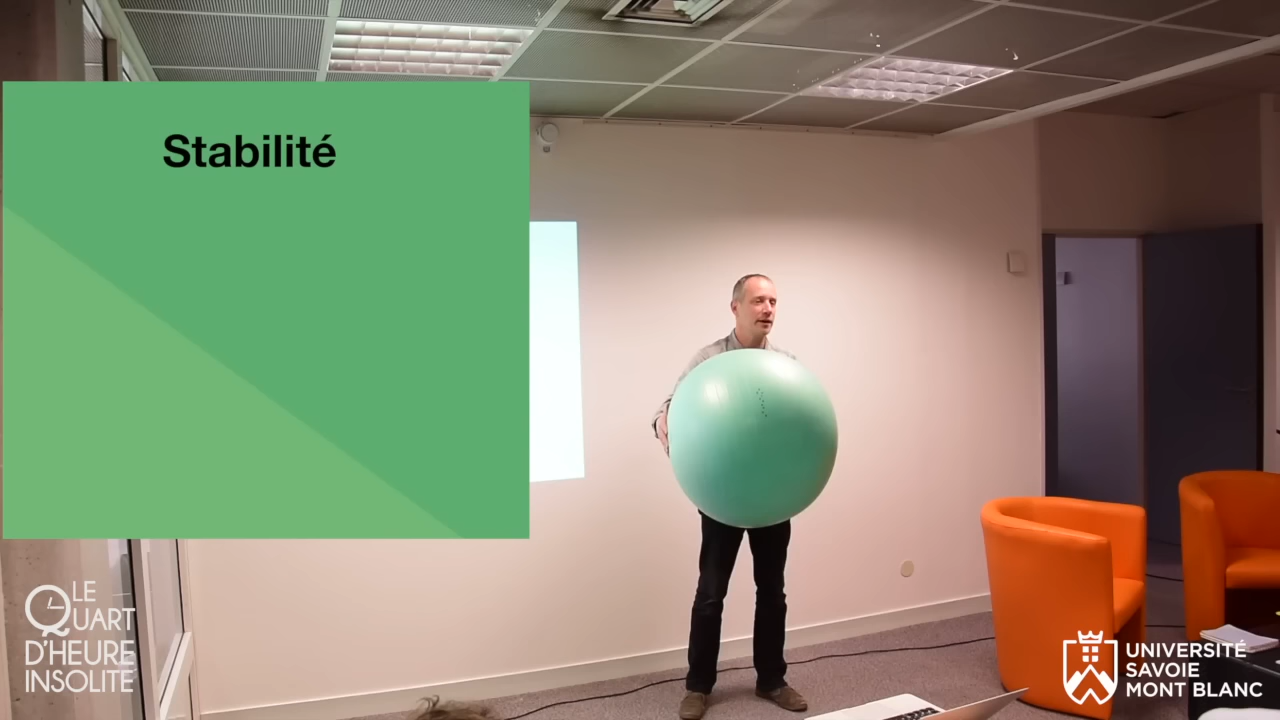 Stabilité
LE
QUART
D'HEURE
INSOLITE
UNIVERSITÉ
SAVOIE
MONT BLANC